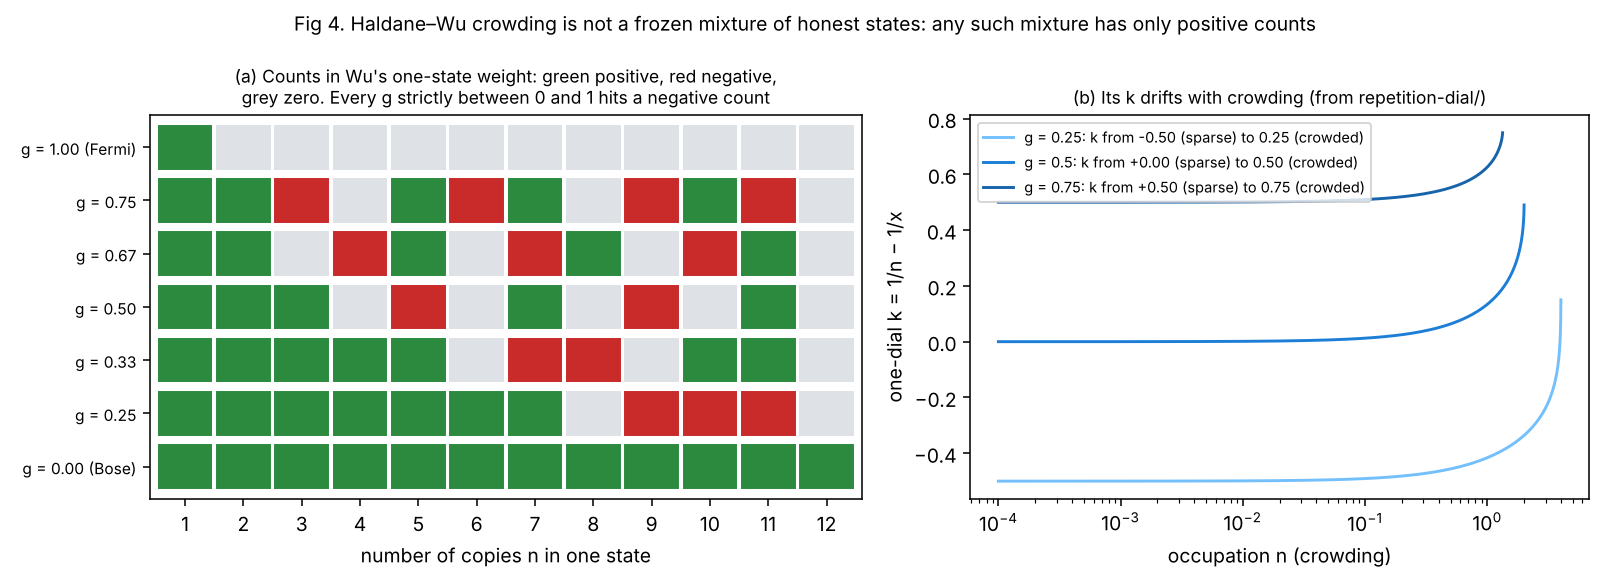 Fig 4. Haldane–Wu crowding is not a frozen mixture of honest states: any such mixture has only positive counts
(a) Counts in Wu's one-state weight: green positive, red negative,
grey zero. Every g strictly between 0 and 1 hits a negative count
g = 1.00 (Fermi)
g = 0.75
g = 0.67
g = 0.50
g = 0.33
g = 0.25
g = 0.00 (Bose)
1 2 3 4 5 6 7 8 9 10 11 12
number of copies n in one state
(b) Its k drifts with crowding (from repetition-dial/)
g = 0.25: k from -0.50 (sparse) to 0.25 (crowded)
g = 0.5: k from +0.00 (sparse) to 0.50 (crowded)
g = 0.75: k from +0.50 (sparse) to 0.75 (crowded)
one-dial k = 1/n − 1/x
0.8
0.6
0.4
0.2
0.0
−0.2
−0.4
10⁻⁴ 10⁻³ 10⁻² 10⁻¹ 10⁰
occupation n (crowding)